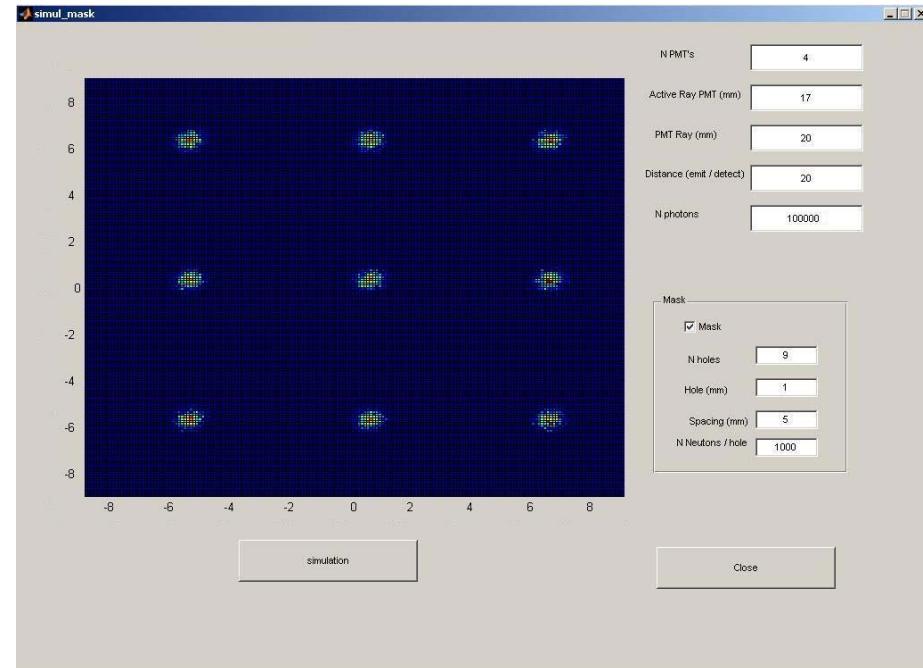 simul_mask
N PMT's
4
Active Ray PMT (mm)
17
PMT Ray (mm)
20
Distance (emit / detect)
20
N photons
100000
8
6
4
2
0
-2
-4
-6
-8
-8
-6
-4
-2
0
2
4
6
8
Mask
Mask
N holes
9
Hole (mm)
1
Spacing (mm)
5
N Neutons / hole
1000
simulation
Close